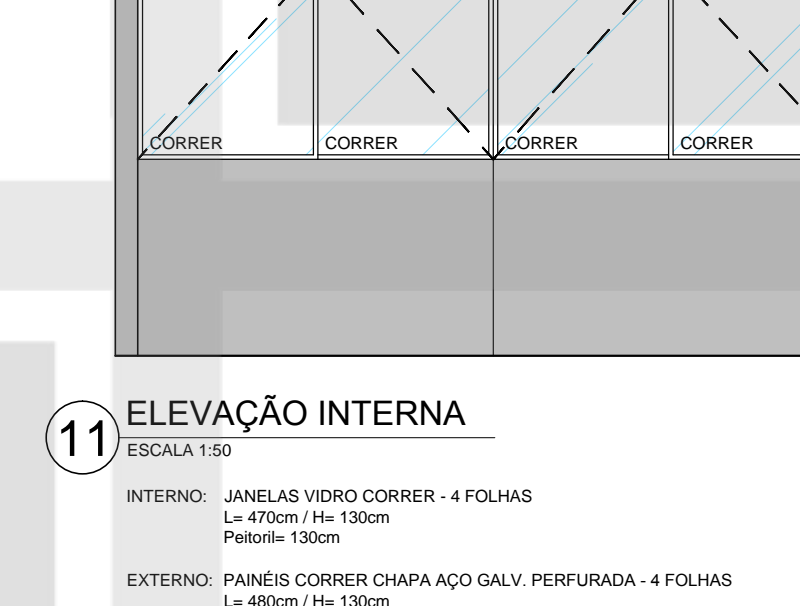 CORRER CORRER CORRER CORRER
11 ELEVAÇÃO INTERNA
ESCALA 1:50
INTERNO: JANELAS VIDRO CORRER - 4 FOLHAS
L= 470cm / H= 130cm
Peitoril= 130cm
EXTERNO: PAINÉIS CORRER CHAPA AÇO GALV. PERFURADA - 4 FOLHAS
L= 480cm / H= 130cm